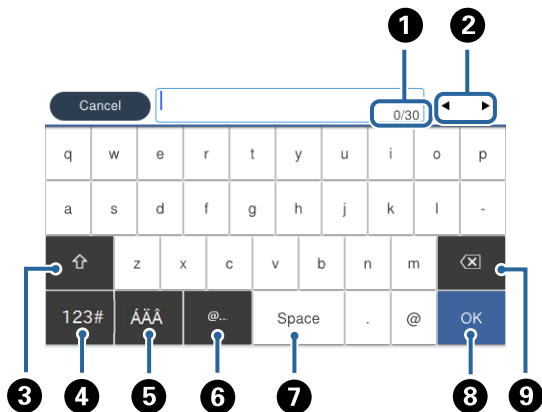 1 2
Cancel 0/30
q w e r t y u i o p
a s d f g h j k l -
z x c v b n m
123# ÁÄÂ @... Space . @ OK
3 4 5 6 7 8 9